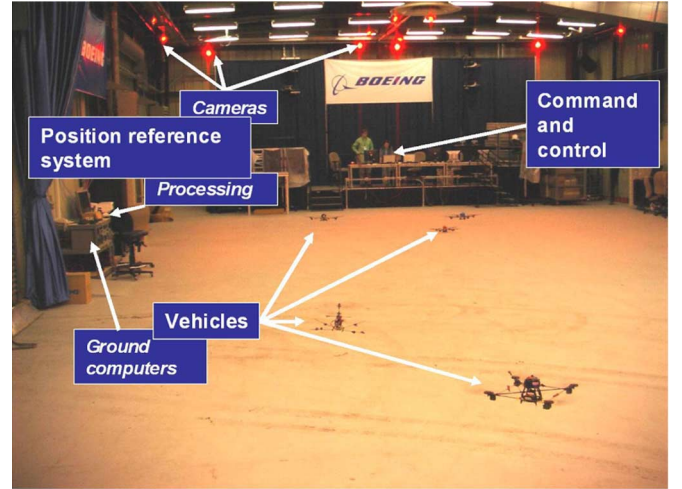 BOEING
BOEING
Cameras
Command
and
control
Position reference
system
Processing
Vehicles
Ground
computers